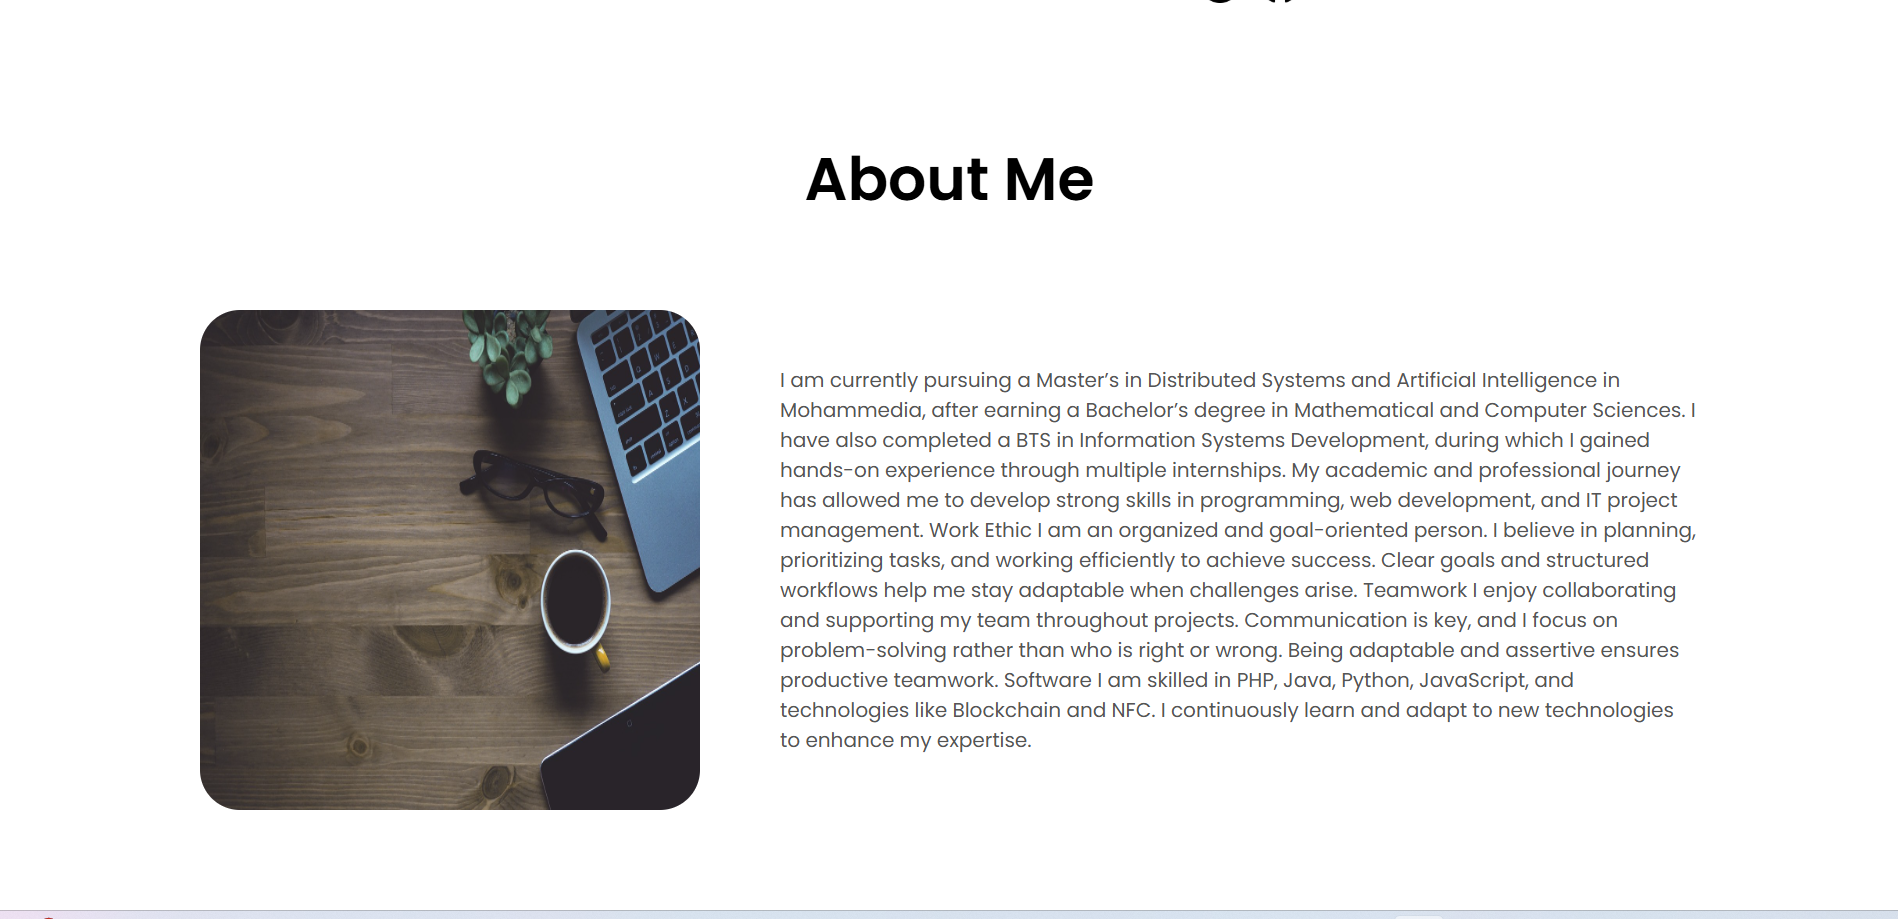 About Me
I am currently pursuing a Master’s in Distributed Systems and Artificial Intelligence in
Mohammedia, after earning a Bachelor’s degree in Mathematical and Computer Sciences. I
have also completed a BTS in Information Systems Development, during which I gained
hands-on experience through multiple internships. My academic and professional journey
has allowed me to develop strong skills in programming, web development, and IT project
management. Work Ethic I am an organized and goal-oriented person. I believe in planning,
prioritizing tasks, and working efficiently to achieve success. Clear goals and structured
workflows help me stay adaptable when challenges arise. Teamwork I enjoy collaborating
and supporting my team throughout projects. Communication is key, and I focus on
problem-solving rather than who is right or wrong. Being adaptable and assertive ensures
productive teamwork. Software I am skilled in PHP, Java, Python, JavaScript, and
technologies like Blockchain and NFC. I continuously learn and adapt to new technologies
to enhance my expertise.